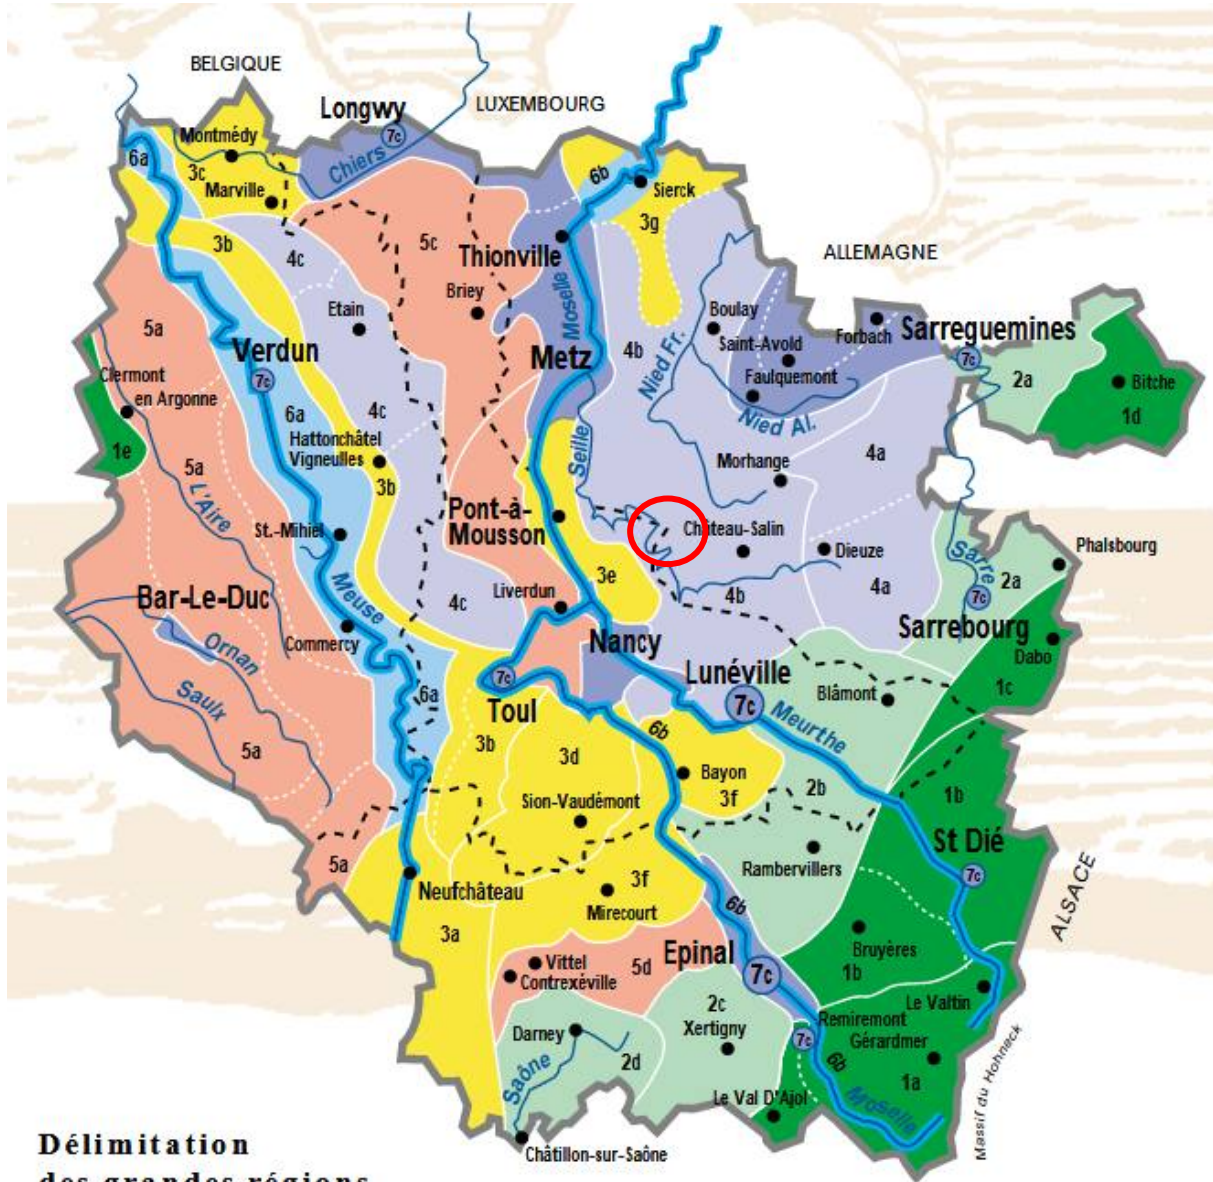 BELGIQUE
LUXEMBOURG
Longwy
7c
Montmédy
Chiers
6a
3c
Marville
6b
Sierck
3g
3b
4c
5c
Thionville
ALLEMAGNE
Briey
Moselle
Etain
Boulay
Saint-Avold
Forbach
Sarreguemines
7c
5a
Verdun
7c
Metz
4b
Nied Fr.
Faulquemont
2a
Bitche
1d
Clermont
en Argonne
6a
4c
Nied Al.
1e
Hattonchâtel
Vigneulles
Seille
Morhange
4a
5a
L'Aire
3b
Pont-à-
Mousson
St.-Mihiel
Château-Salin
Dieuze
Sarre
Phalsbourg
3e
2a
7c
Bar-Le-Duc
Meuse
4c
Liverdun
4b
4a
Ornan
Commercy
Nancy
Sarrebourg
Dabo
Saulx
6a
7c
Lunéville
7c
Blâmont
1c
Toul
3b
6b
Meurthe
5a
3d
Bayon
3f
2b
1b
Sion-Vaudémont
St Dié
7c
5a
Rambervillers
Neufchâteau
3f
Mirecourt
6b
ALSACE
3a
Bruyères
1b
Vittel
Contrexéville
5d
Epinal
7c
Le Valtin
2c
Xertigny
Remiremont
7c
Gérardmer
Darney
Saône
2d
6b
1a
Le Val D'Ajol
Moselle
Massif du Hohneck
Châtillon-sur-Saône
Délimitation
des grandes régions